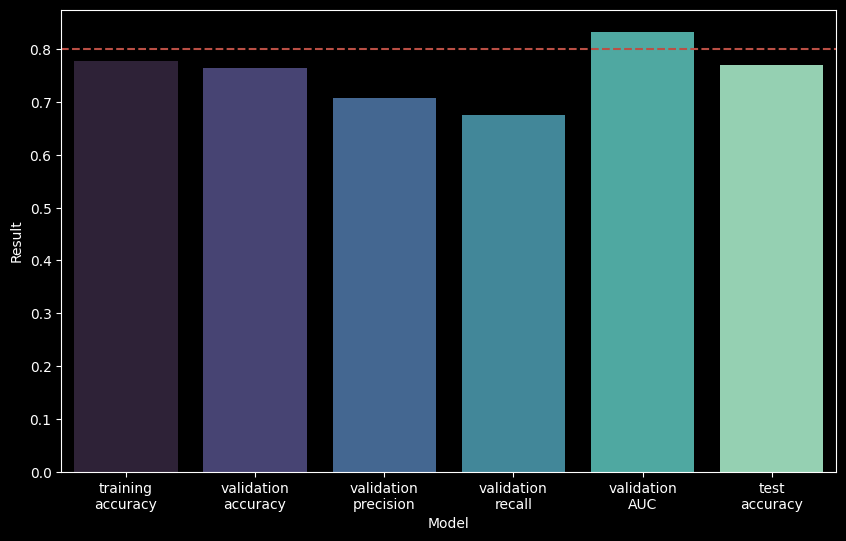 0.8
0.7
0.6
0.5
0.4
0.3
0.2
0.1
0.0
Result
training
accuracy
validation
accuracy
validation
precision
validation
recall
validation
AUC
test
accuracy
Model